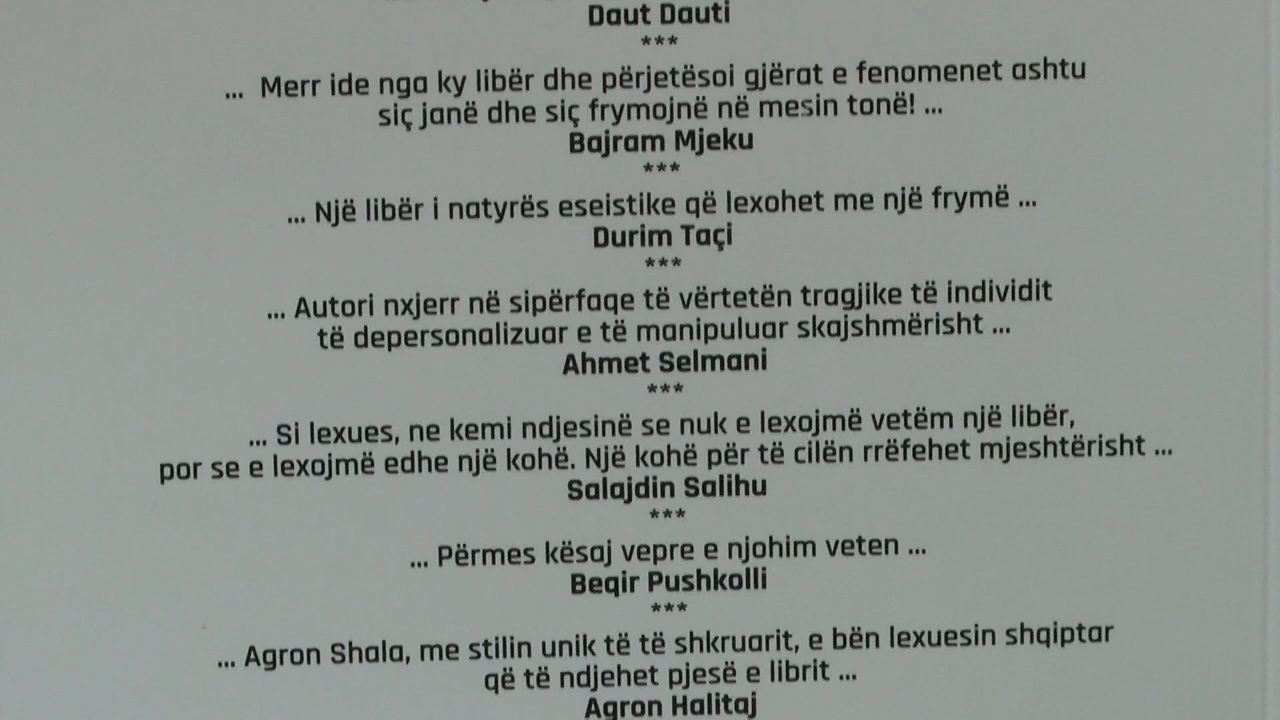 Daut Dauti
***
... Merr ide nga ky libër dhe përjetësoi gjërat e fenomenet ashtu
siç janë dhe siç frymojnë në mesin tonë! ...
Bajram Mjeku
***
... Një libër i natyrës eseistike që lexohet me një frymë ...
Durim Taçi
***
... Autori nxjerr në sipërfaqe të vërtetën tragjike të individit
të depersonalizuar e të manipuluar skajshmërisht ...
Ahmet Selmani
***
... Si lexues, ne kemi ndjesinë se nuk e lexojmë vetëm një libër,
por se e lexojmë edhe një kohë. Një kohë për të cilën rrëfehet mjeshtërisht ...
Salajdin Salihu
***
... Përmes kësaj vepre e njohim veten ...
Beqir Pushkolli
***
... Agron Shala, me stilin unik të të shkruarit, e bën lexuesin shqiptar
që të ndjehet pjesë e librit ...
Agron Halitaj